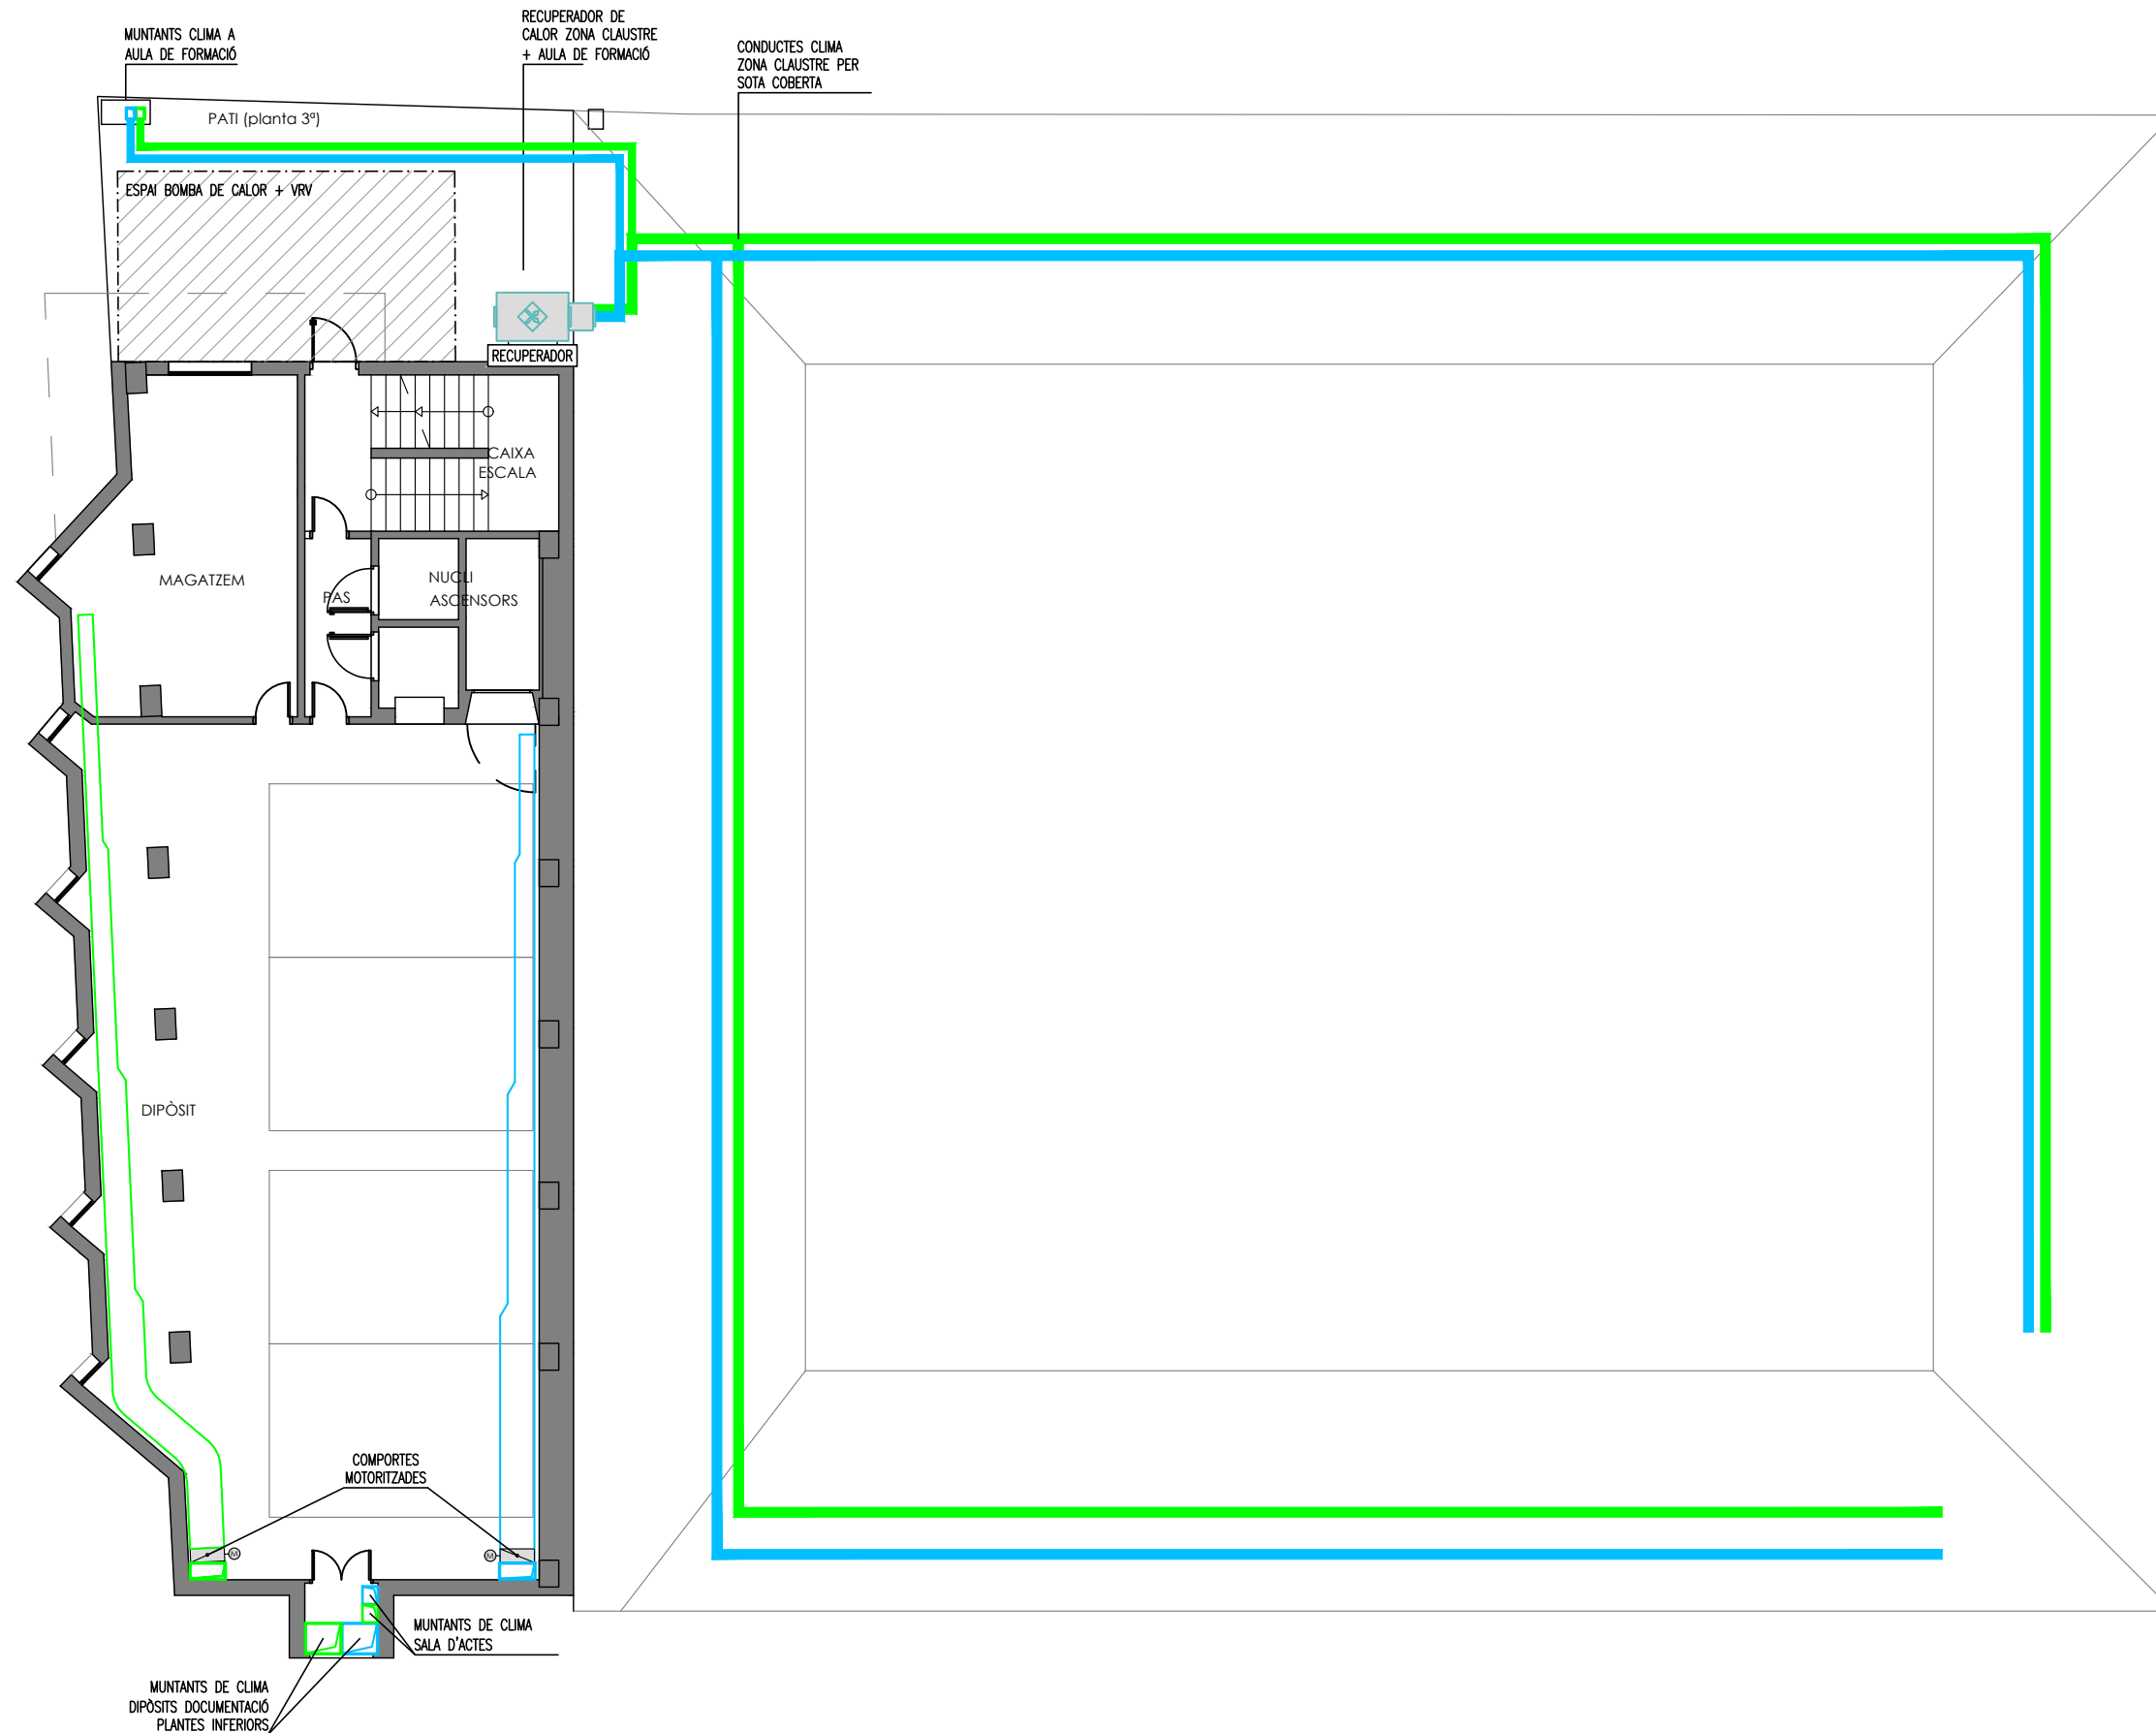 MUNTANTS CLIMA A
AULA DE FORMACIÓ
RECUPERADOR DE
CALOR ZONA CLAUSTRE
+ AULA DE FORMACIÓ
CONDUCTES CLIMA
ZONA CLAUSTRE PER
SOTA COBERTA
PATI (planta 3ª)
ESPAI BOMBA DE CALOR + VRV
RECUPERADOR
CAIXA
ESCALA
MAGATZEM
PAS
NUCLI
ASCENSORS
DIPÒSIT
COMPORTES
MOTORITZADES
M
M
MUNTANTS DE CLIMA
SALA D'ACTES
MUNTANTS DE CLIMA
DIPÒSITS DOCUMENTACIÓ
PLANTES INFERIORS